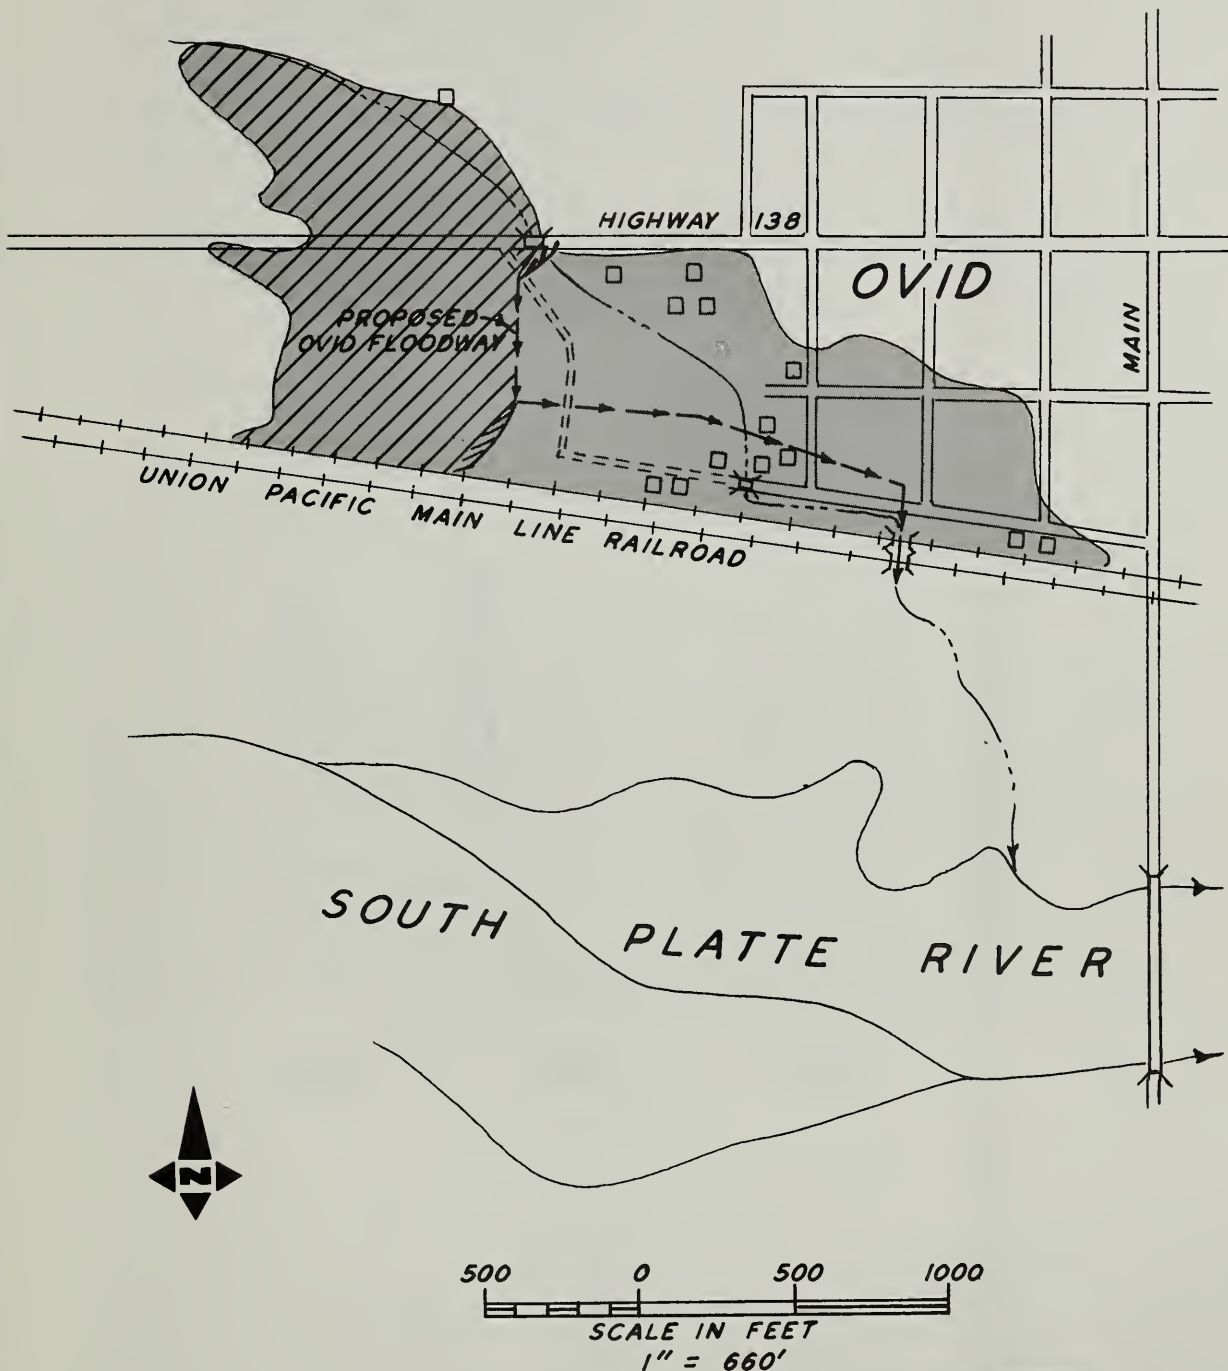 HIGHWAY 138
OVID
MAIN
PROPOSED
OVID FLOODWAY
UNION PACIFIC MAIN LINE RAILROAD
SOUTH PLATTE RIVER
N
500 0 500 1000
SCALE IN FEET
1" = 660'